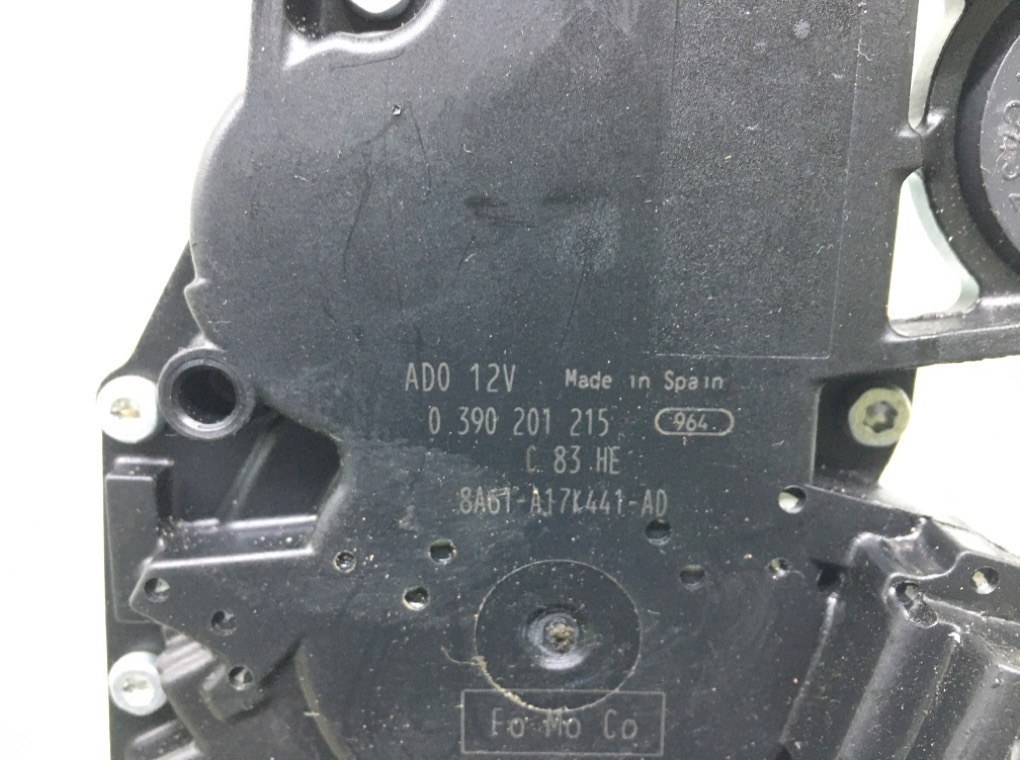 ADO 12V Made in Spain
0 390 201 215 964
C 83 HE
8A61-A17K441-AD
Fo Mo Co